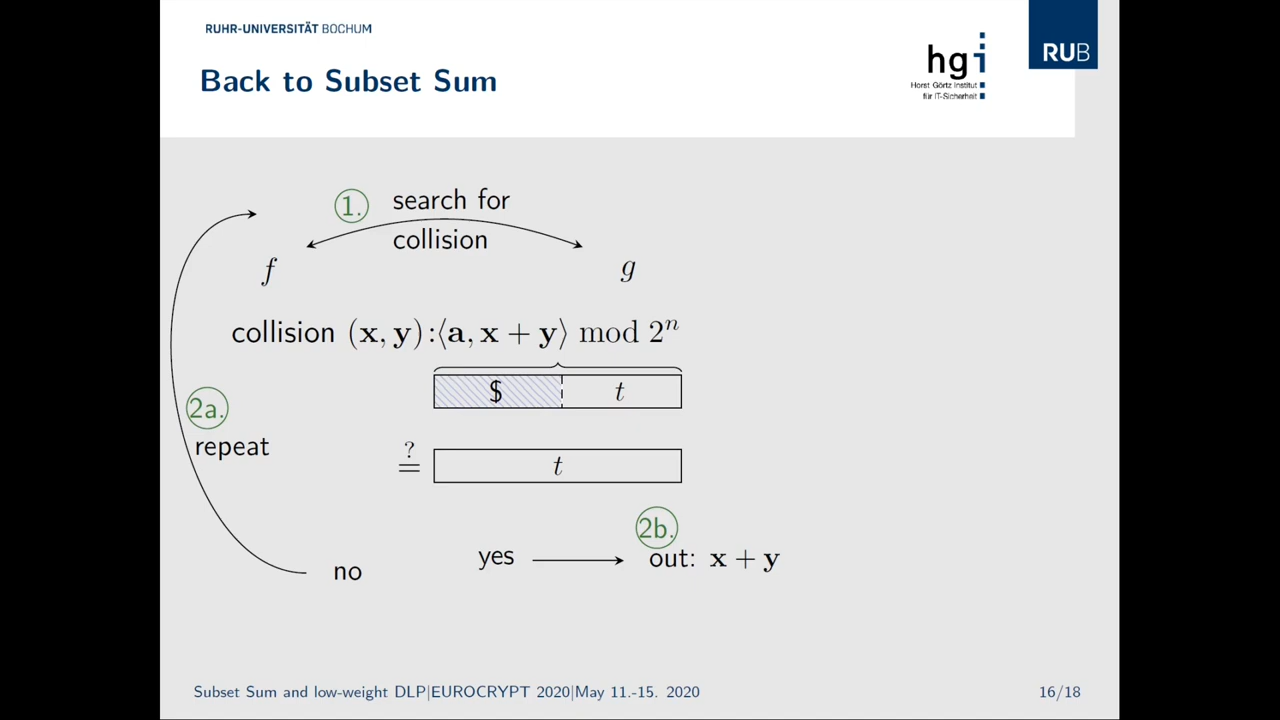 RUHR-UNIVERSITÄT BOCHUM
Back to Subset Sum
hgi
Horst Görtz Institut
für IT-Sicherheit
RUB
1. search for
collision
f g
collision (x, y):⟨a, x + y⟩ mod 2ⁿ
$ t
2a.
repeat
?
= t
2b.
yes out: x + y
no
Subset Sum and low-weight DLP|EUROCRYPT 2020|May 11.-15. 2020 16/18